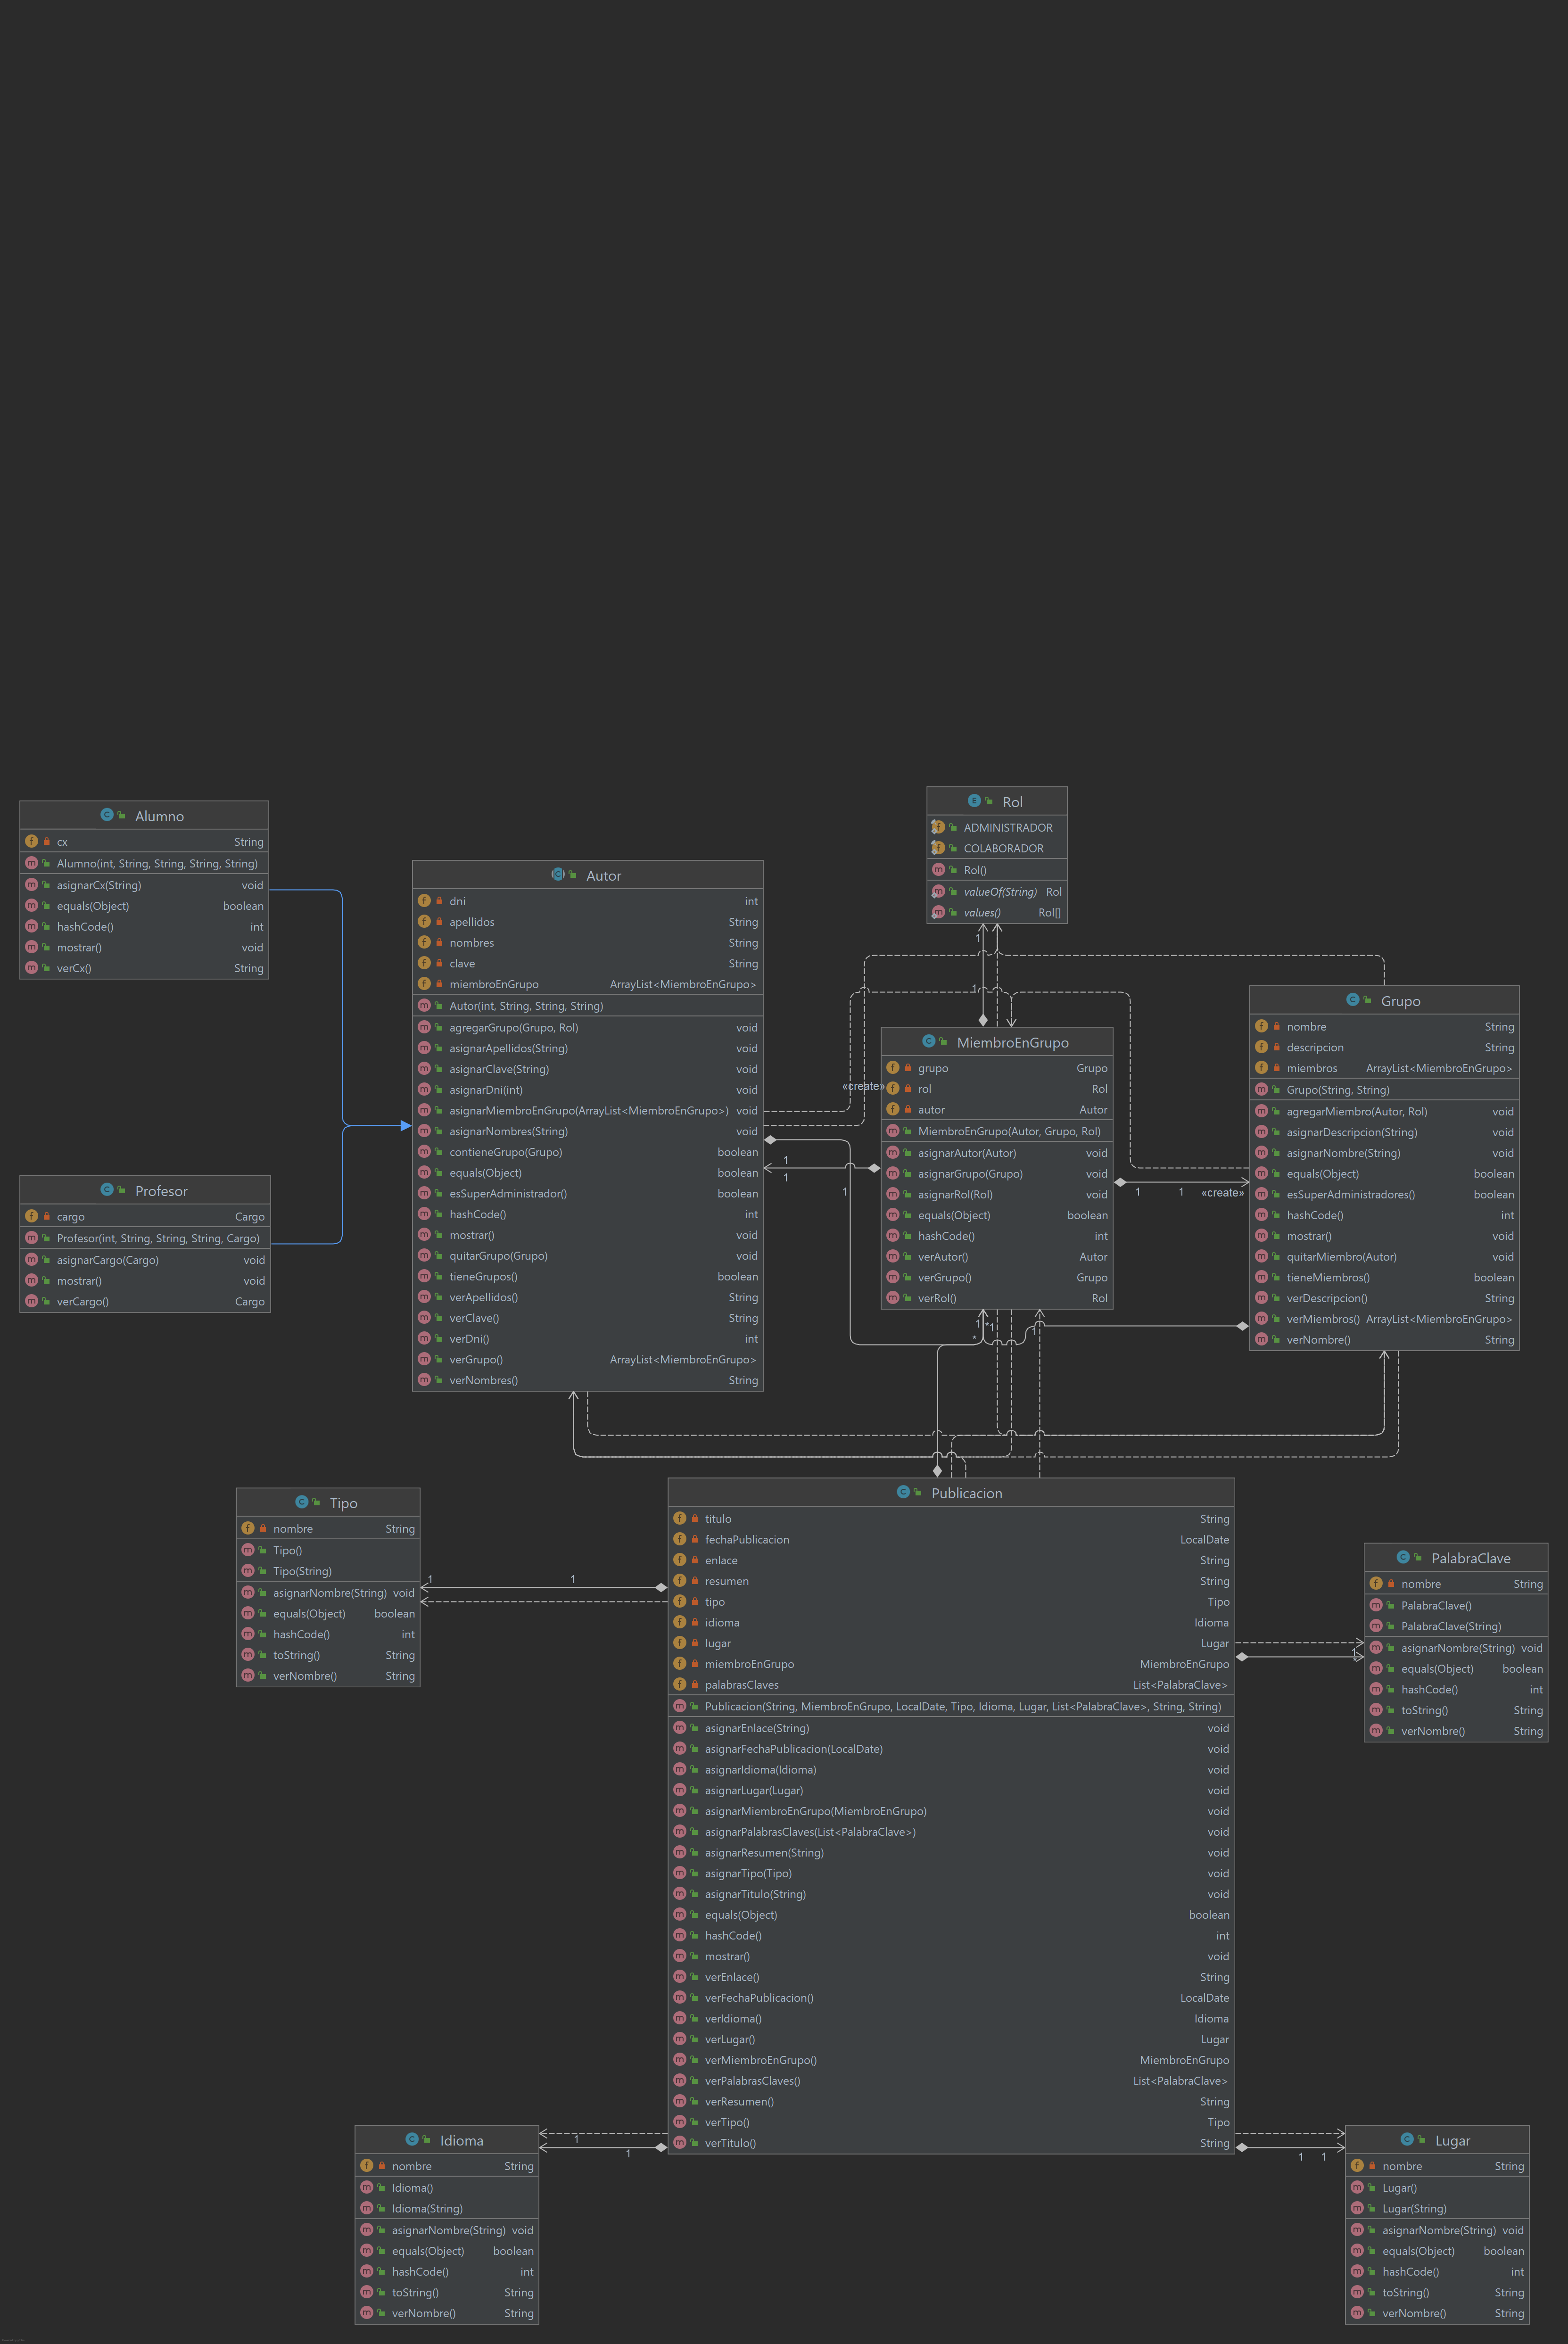 Alumno
cx String
Alumno(int, String, String, String, String)
asignarCx(String) void
equals(Object) boolean
hashCode() int
mostrar() void
verCx() String
Profesor
cargo Cargo
Profesor(int, String, String, String, Cargo)
asignarCargo(Cargo) void
mostrar() void
verCargo() Cargo
Autor
dni int
apellidos String
nombres String
clave String
miembroEnGrupo ArrayList<MiembroEnGrupo>
Autor(int, String, String, String)
agregarGrupo(Grupo, Rol) void
asignarApellidos(String) void
asignarClave(String) void
asignarDni(int) void
asignarMiembroEnGrupo(ArrayList<MiembroEnGrupo>) void
asignarNombres(String) void
contieneGrupo(Grupo) boolean
equals(Object) boolean
esSuperAdministrador() boolean
hashCode() int
mostrar() void
quitarGrupo(Grupo) void
tieneGrupos() boolean
verApellidos() String
verClave() String
verDni() int
verGrupo() ArrayList<MiembroEnGrupo>
verNombres() String
Rol
ADMINISTRADOR
COLABORADOR
Rol()
valueOf(String) Rol
values() Rol[]
1
1
«create»
MiembroEnGrupo
grupo Grupo
rol Rol
autor Autor
MiembroEnGrupo(Autor, Grupo, Rol)
asignarAutor(Autor) void
asignarGrupo(Grupo) void
asignarRol(Rol) void
equals(Object) boolean
hashCode() int
verAutor() Autor
verGrupo() Grupo
verRol() Rol
1
1
1
1 1 «create»
1 *
1
*
Grupo
nombre String
descripcion String
miembros ArrayList<MiembroEnGrupo>
Grupo(String, String)
agregarMiembro(Autor, Rol) void
asignarDescripcion(String) void
asignarNombre(String) void
equals(Object) boolean
esSuperAdministradores() boolean
hashCode() int
mostrar() void
quitarMiembro(Autor) void
tieneMiembros() boolean
verDescripcion() String
verMiembros() ArrayList<MiembroEnGrupo>
verNombre() String
Tipo
nombre String
Tipo()
Tipo(String)
asignarNombre(String) void
equals(Object) boolean
hashCode() int
toString() String
verNombre() String
1 1
Publicacion
titulo String
fechaPublicacion LocalDate
enlace String
resumen String
tipo Tipo
idioma Idioma
lugar Lugar
miembroEnGrupo MiembroEnGrupo
palabrasClaves List<PalabraClave>
Publicacion(String, MiembroEnGrupo, LocalDate, Tipo, Idioma, Lugar, List<PalabraClave>, String, String)
asignarEnlace(String) void
asignarFechaPublicacion(LocalDate) void
asignarIdioma(Idioma) void
asignarLugar(Lugar) void
asignarMiembroEnGrupo(MiembroEnGrupo) void
asignarPalabrasClaves(List<PalabraClave>) void
asignarResumen(String) void
asignarTipo(Tipo) void
asignarTitulo(String) void
equals(Object) boolean
hashCode() int
mostrar() void
verEnlace() String
verFechaPublicacion() LocalDate
verIdioma() Idioma
verLugar() Lugar
verMiembroEnGrupo() MiembroEnGrupo
verPalabrasClaves() List<PalabraClave>
verResumen() String
verTipo() Tipo
verTitulo() String
PalabraClave
nombre String
PalabraClave()
PalabraClave(String)
asignarNombre(String) void
equals(Object) boolean
hashCode() int
toString() String
verNombre() String
Idioma
nombre String
Idioma()
Idioma(String)
asignarNombre(String) void
equals(Object) boolean
hashCode() int
toString() String
verNombre() String
1
1
1 1
Lugar
nombre String
Lugar()
Lugar(String)
asignarNombre(String) void
equals(Object) boolean
hashCode() int
toString() String
verNombre() String